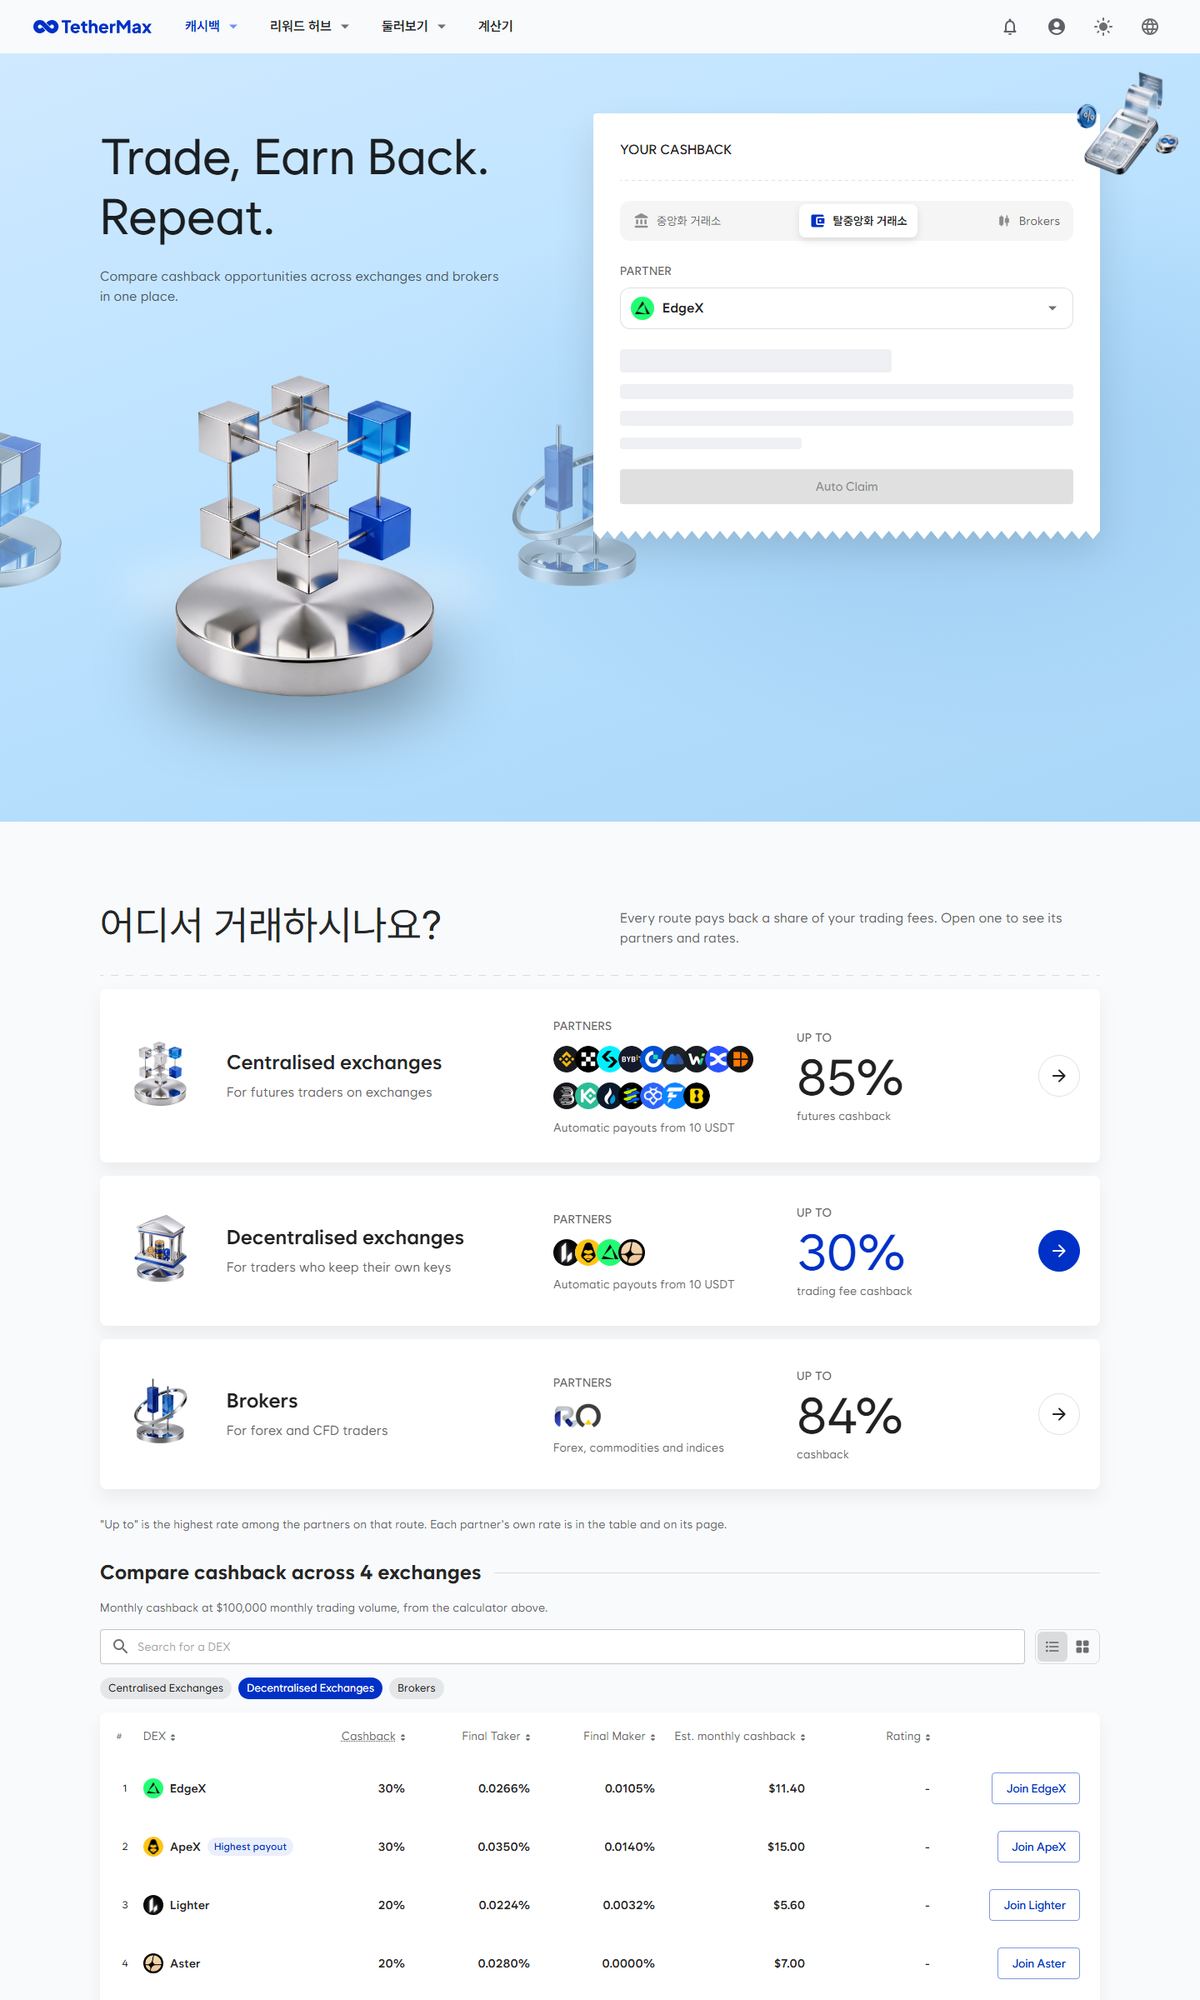 TetherMax
캐시백
리워드 허브
둘러보기
계산기
Trade, Earn Back.
Repeat.
Compare cashback opportunities across exchanges and brokers
in one place.
YOUR CASHBACK
중앙화 거래소
탈중앙화 거래소
Brokers
PARTNER
EdgeX
Auto Claim
어디서 거래하시나요?
Every route pays back a share of your trading fees. Open one to see its
partners and rates.
Centralised exchanges
For futures traders on exchanges
PARTNERS
Automatic payouts from 10 USDT
UP TO
85%
futures cashback
Decentralised exchanges
For traders who keep their own keys
PARTNERS
Automatic payouts from 10 USDT
UP TO
30%
trading fee cashback
Brokers
For forex and CFD traders
PARTNERS
Forex, commodities and indices
UP TO
84%
cashback
"Up to" is the highest rate among the partners on that route. Each partner's own rate is in the table and on its page.
Compare cashback across 4 exchanges
Monthly cashback at $100,000 monthly trading volume, from the calculator above.
Search for a DEX
Centralised Exchanges
Decentralised Exchanges
Brokers
# DEX Cashback Final Taker Final Maker Est. monthly cashback Rating
1 EdgeX 30% 0.0266% 0.0105% $11.40 - Join EdgeX
2 ApeX Highest payout 30% 0.0350% 0.0140% $15.00 - Join ApeX
3 Lighter 20% 0.0224% 0.0032% $5.60 - Join Lighter
4 Aster 20% 0.0280% 0.0000% $7.00 - Join Aster